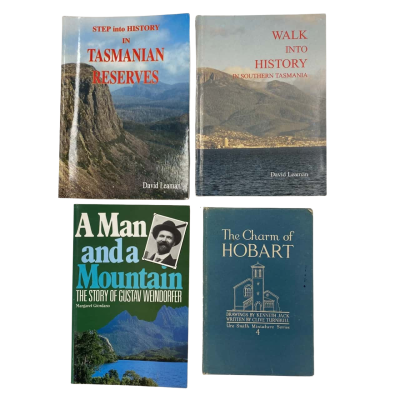 STEP into HISTORY
IN
TASMANIAN
RESERVES
David Leaman
WALK
INTO
HISTORY
IN SOUTHERN TASMANIA
David Leaman
A Man
and a
Mountain
THE STORY OF GUSTAV WEINDORFER
Margaret Giordano
The Charm of
HOBART
DRAWINGS BY KENNETH JACK
WRITTEN BY CLIVE TURNBULL
Ure Smith Miniature Series
4